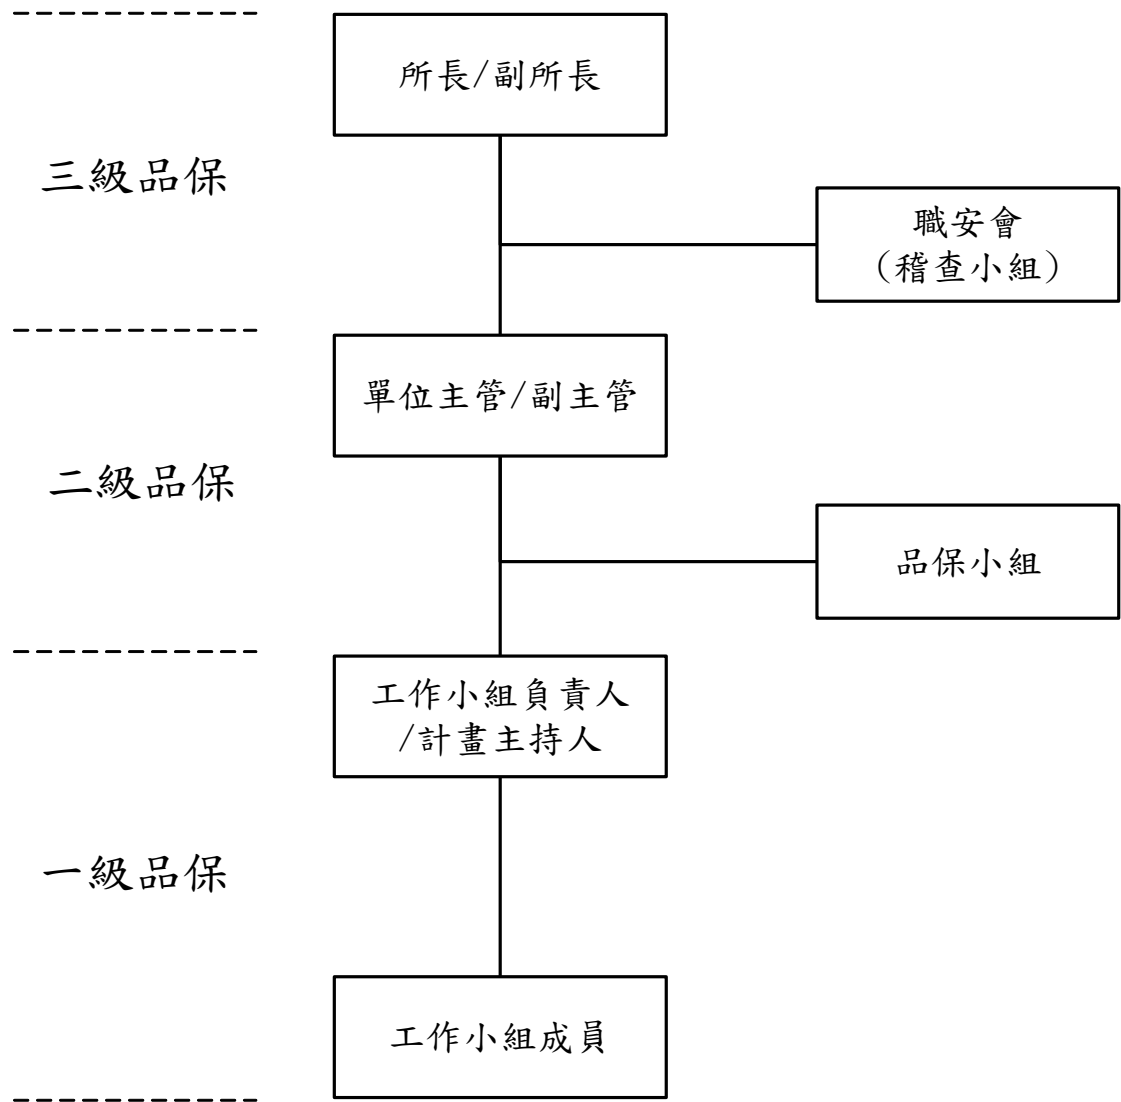 所長/副所長
三級品保
職安會
(稽查小組)
單位主管/副主管
二級品保
品保小組
工作小組負責人
/計畫主持人
一級品保
工作小組成員